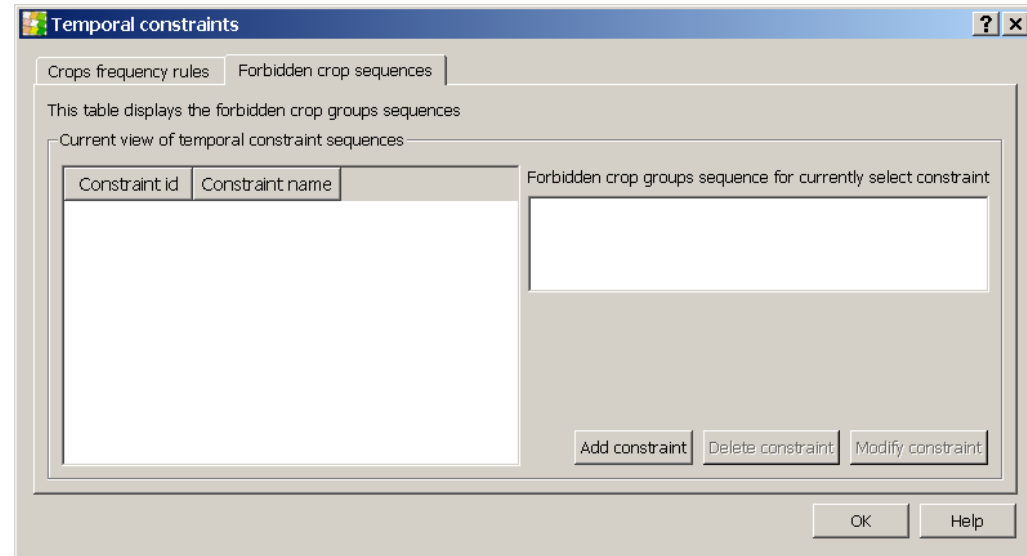 Temporal constraints
Crops frequency rules Forbidden crop sequences
This table displays the forbidden crop groups sequences
Current view of temporal constraint sequences
Constraint id Constraint name
Forbidden crop groups sequence for currently select constraint
Add constraint Delete constraint Modify constraint
OK Help